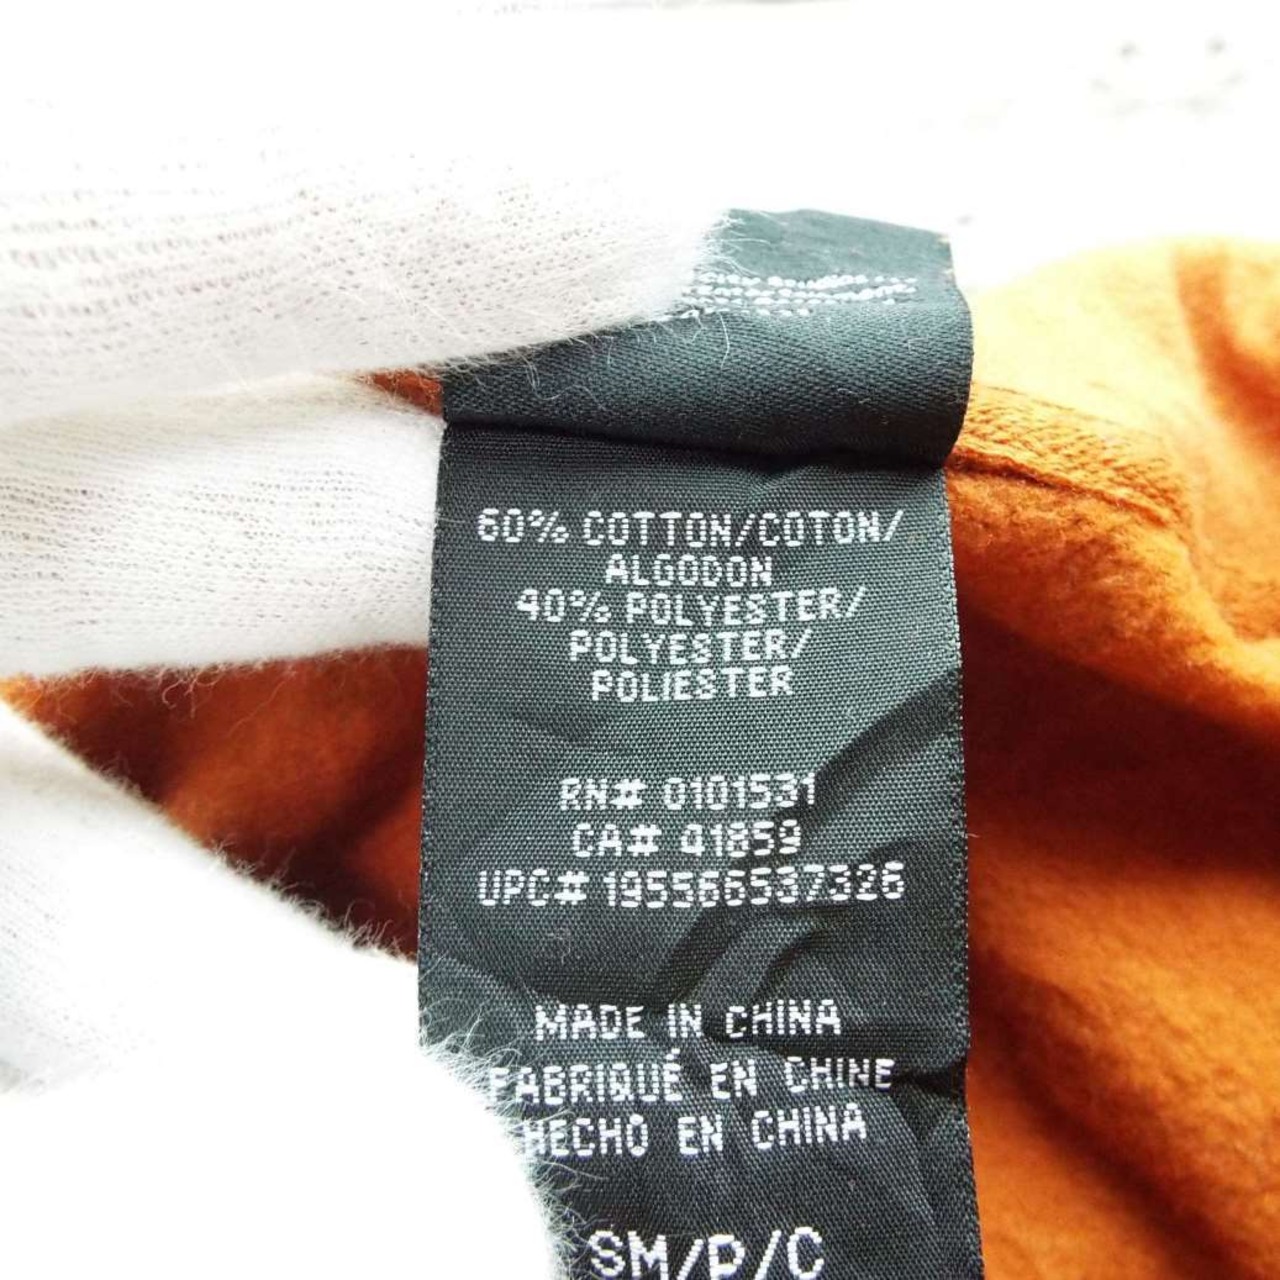 60% COTTON/COTON/
ALGODON
40% POLYESTER/
POLYESTER/
POLIESTER
RN# 0101531
CA# 41859
UPC# 195566537326
MADE IN CHINA
FABRIQUÉ EN CHINE
HECHO EN CHINA
SM/P/C